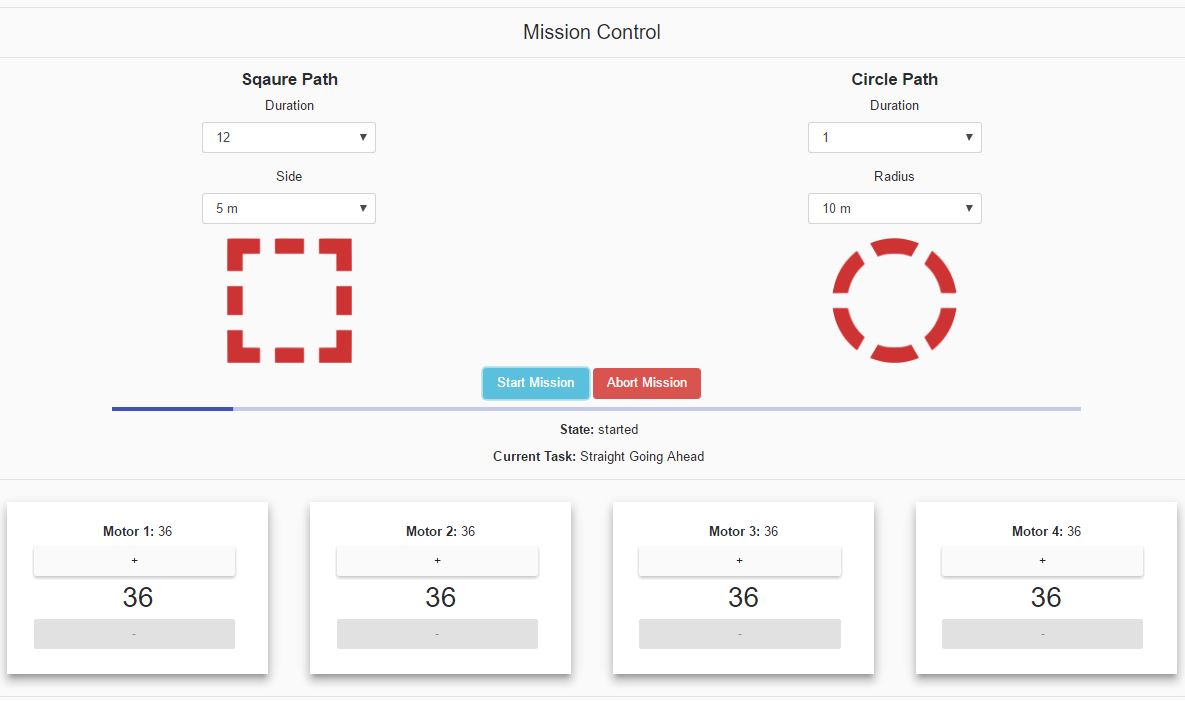 Mission Control
Sqaure Path
Duration
12
Side
5 m
Circle Path
Duration
1
Radius
10 m
Start Mission
Abort Mission
State: started
Current Task: Straight Going Ahead
Motor 1: 36
+
36
-
Motor 2: 36
+
36
-
Motor 3: 36
+
36
-
Motor 4: 36
+
36
-